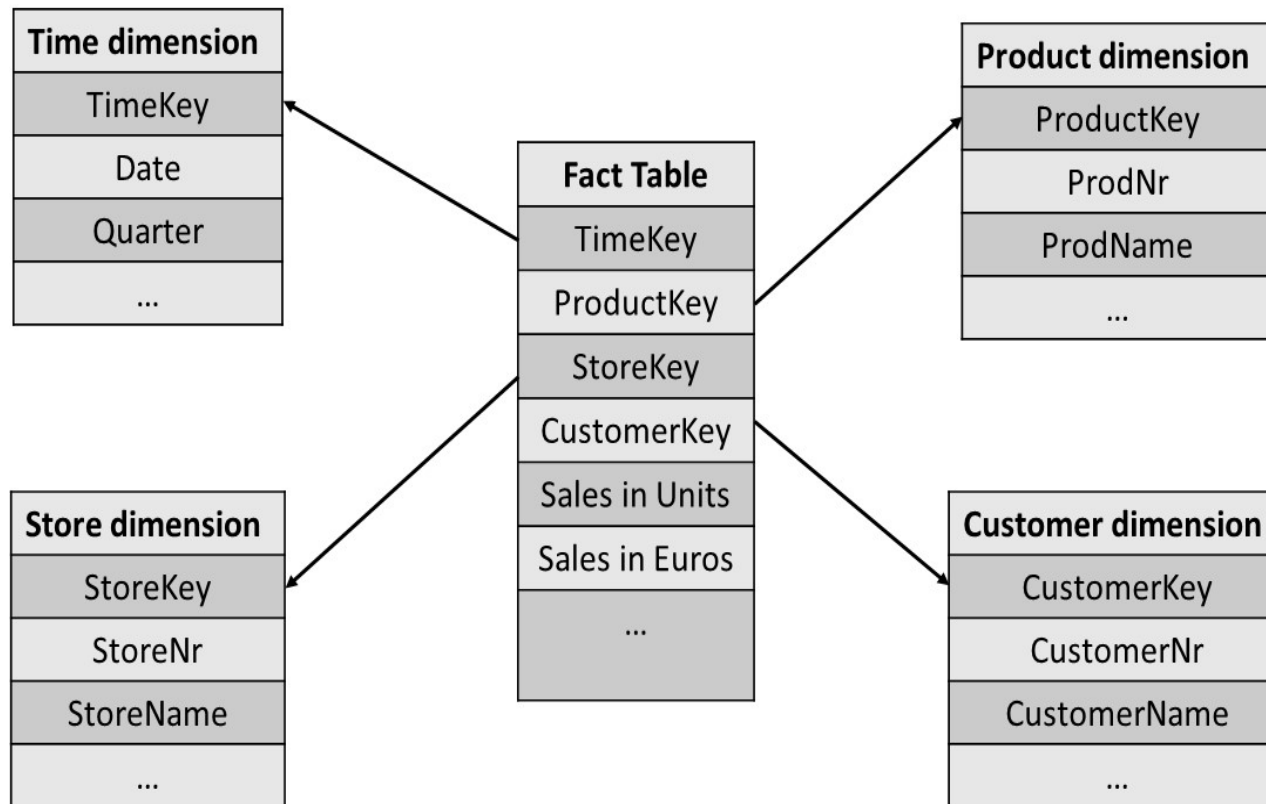 Time dimension
TimeKey
Date
Quarter
...
Product dimension
ProductKey
ProdNr
ProdName
...
Fact Table
TimeKey
ProductKey
StoreKey
CustomerKey
Sales in Units
Sales in Euros
...
Store dimension
StoreKey
StoreNr
StoreName
...
Customer dimension
CustomerKey
CustomerNr
CustomerName
...